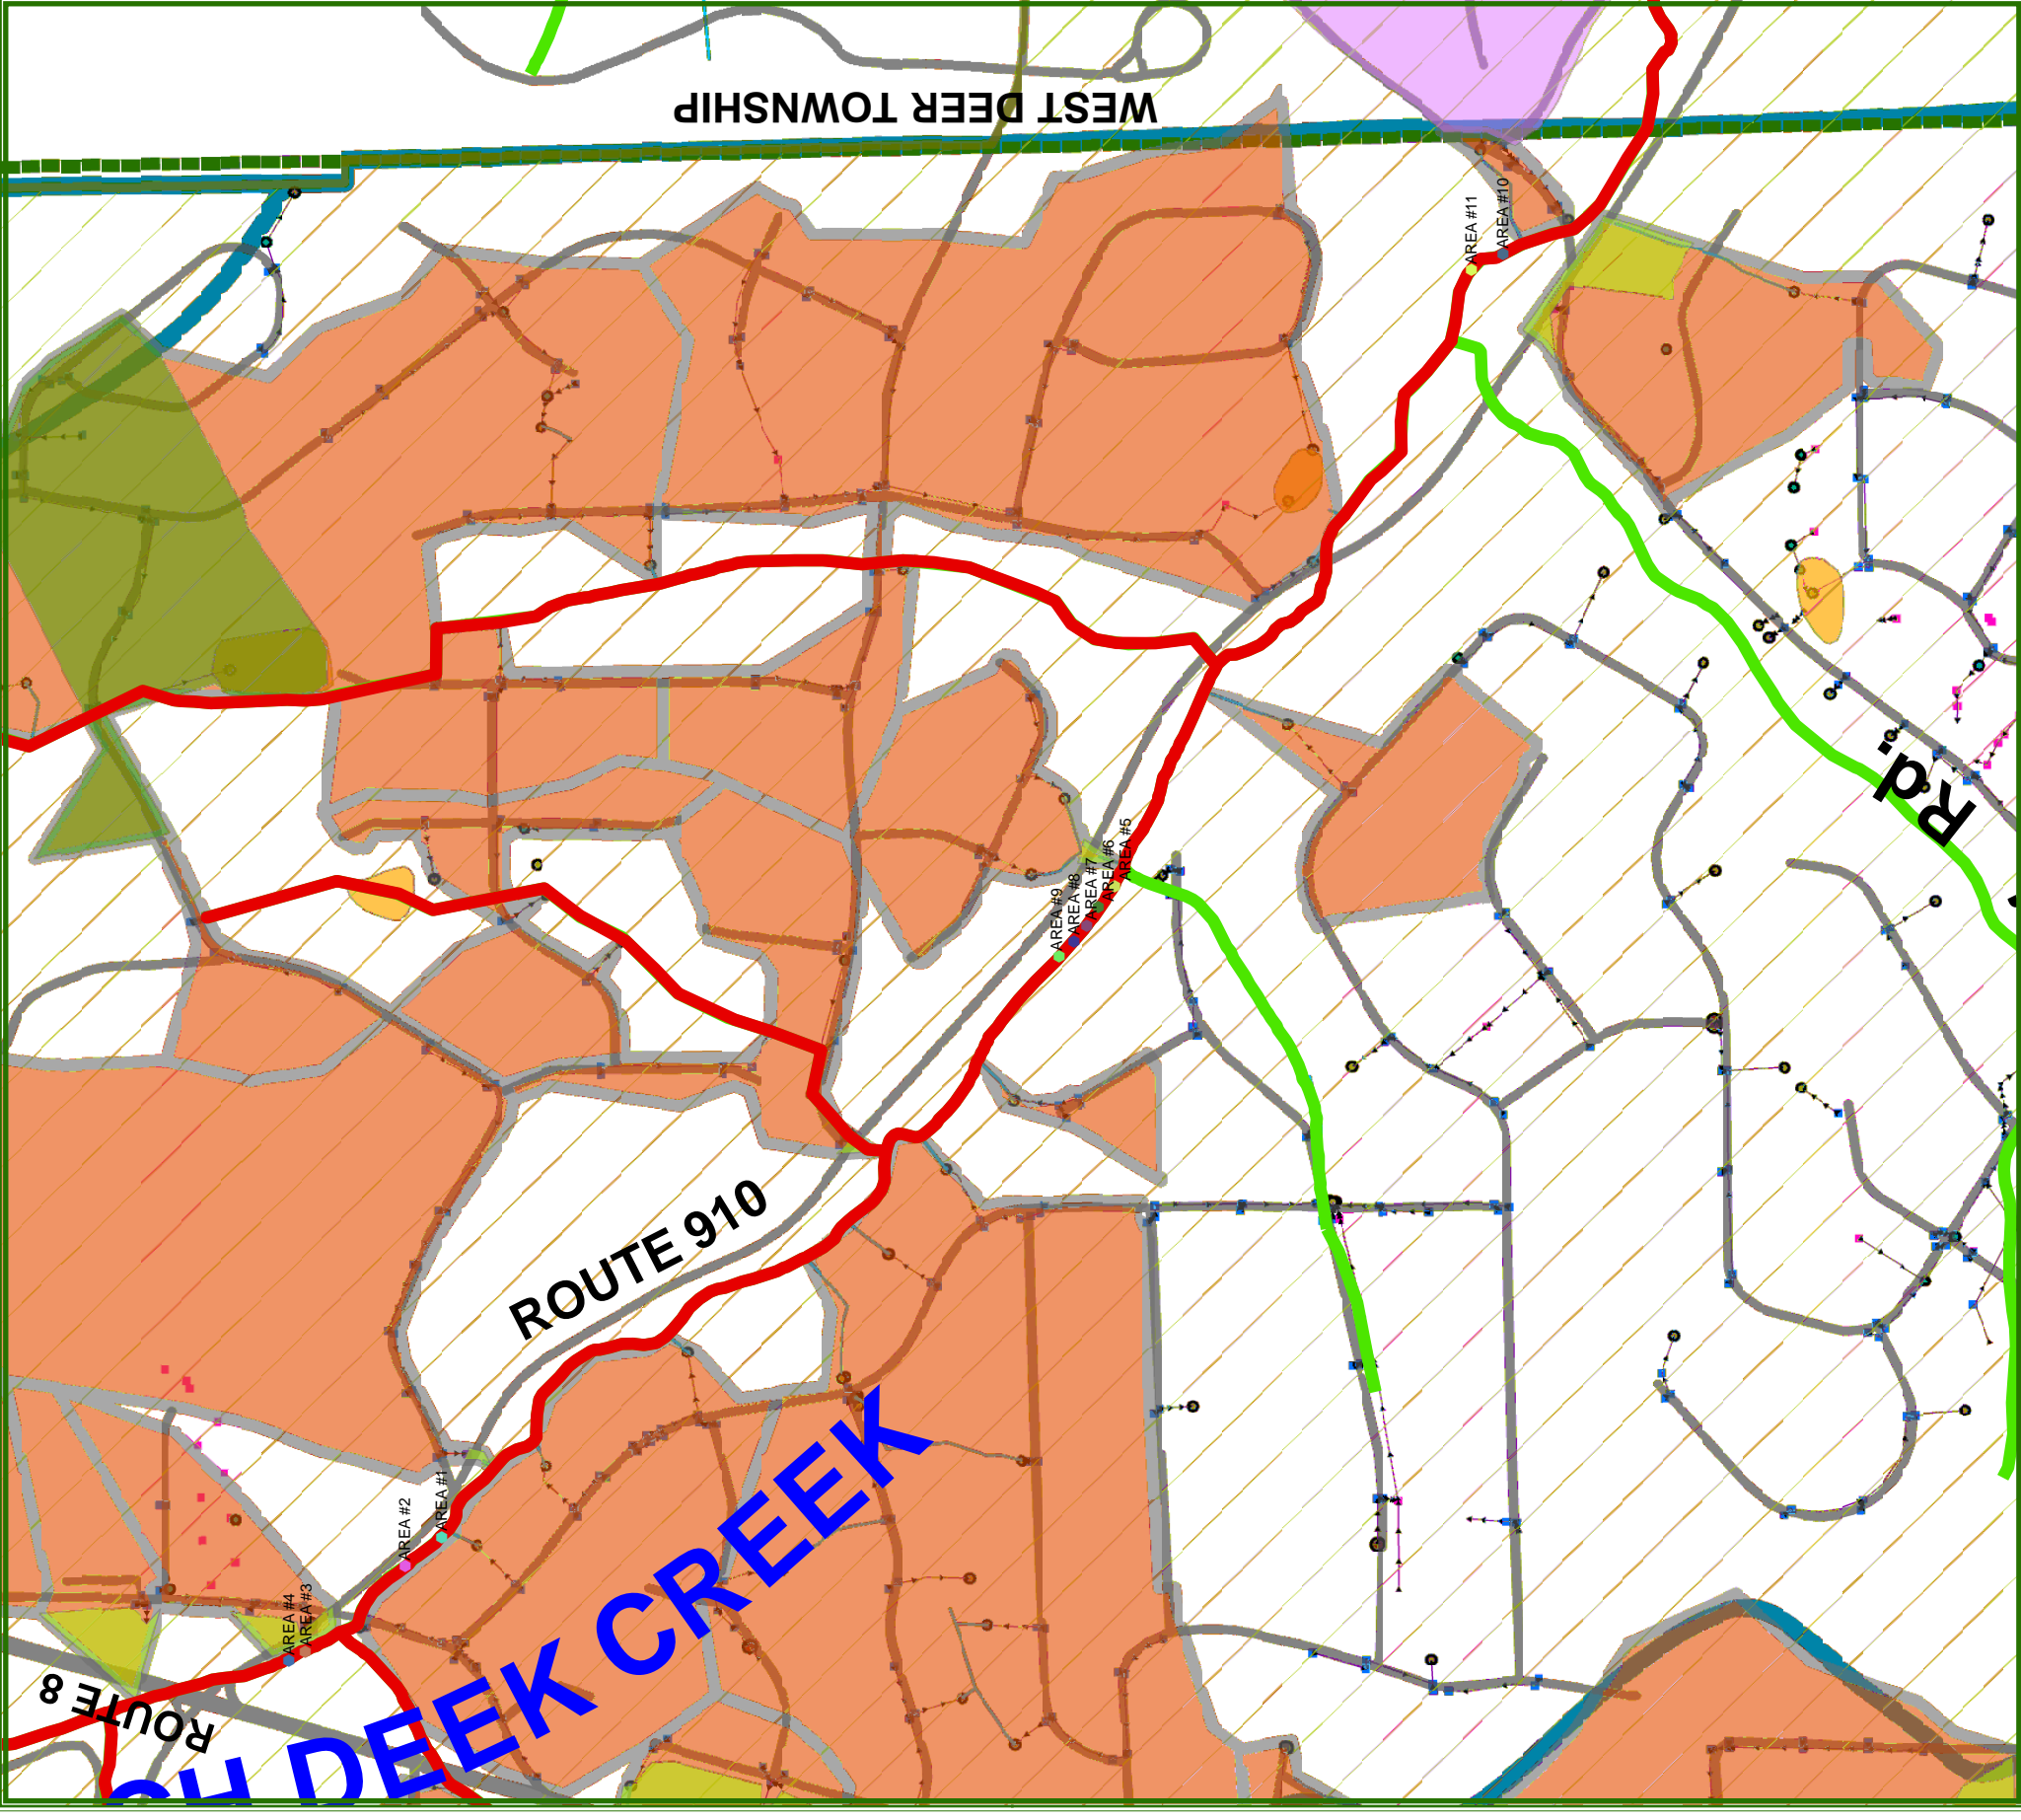 WEST DEER TOWNSHIP
AREA #11
AREA #10
Rd.
AREA #5
AREA #6
AREA #7
AREA #8
AREA #9
ROUTE 910
AREA #1
AREA #2
AREA #3
AREA #4
ROUTE 8
CH DEEK CREEK